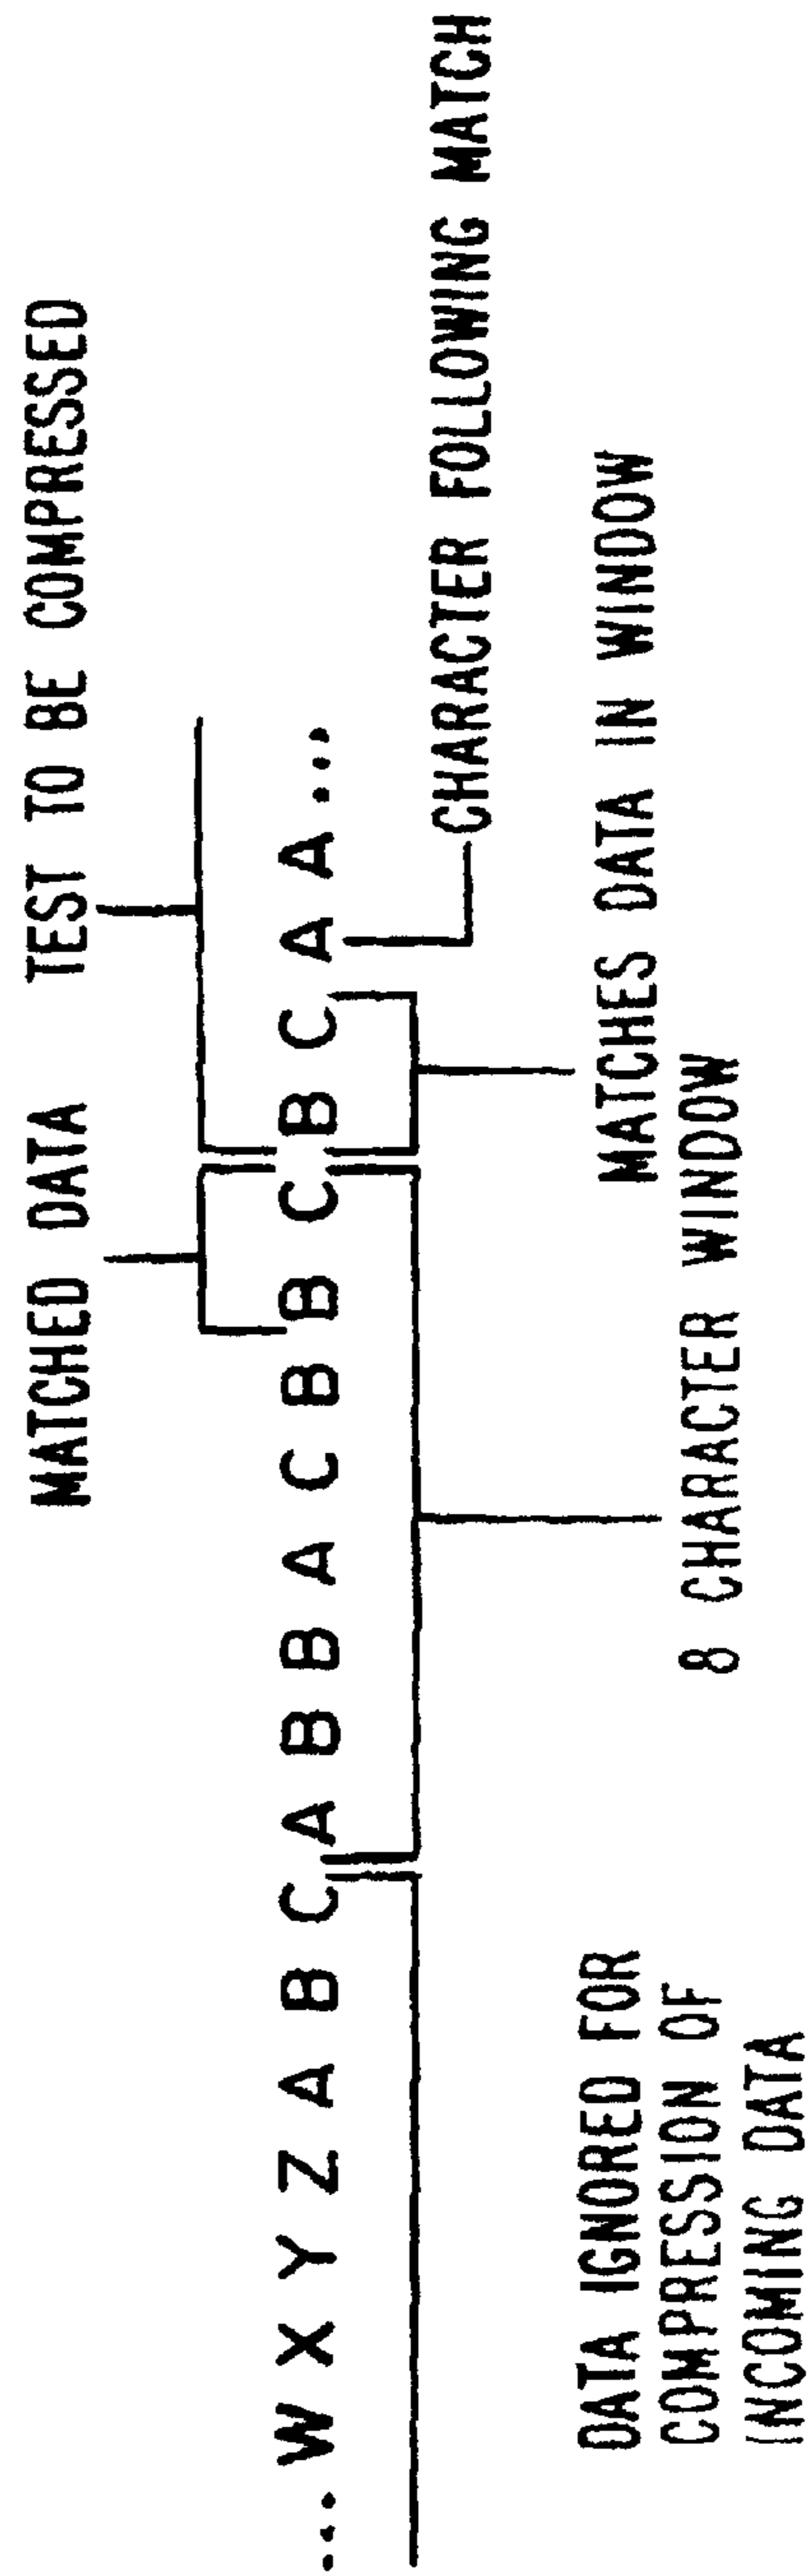 MATCHED DATA TEST TO BE COMPRESSED
... W X Y Z A B C A B B A C B B C B C A A ...
CHARACTER FOLLOWING MATCH
MATCHES DATA IN WINDOW
8 CHARACTER WINDOW
DATA IGNORED FOR
COMPRESSION OF
INCOMING DATA